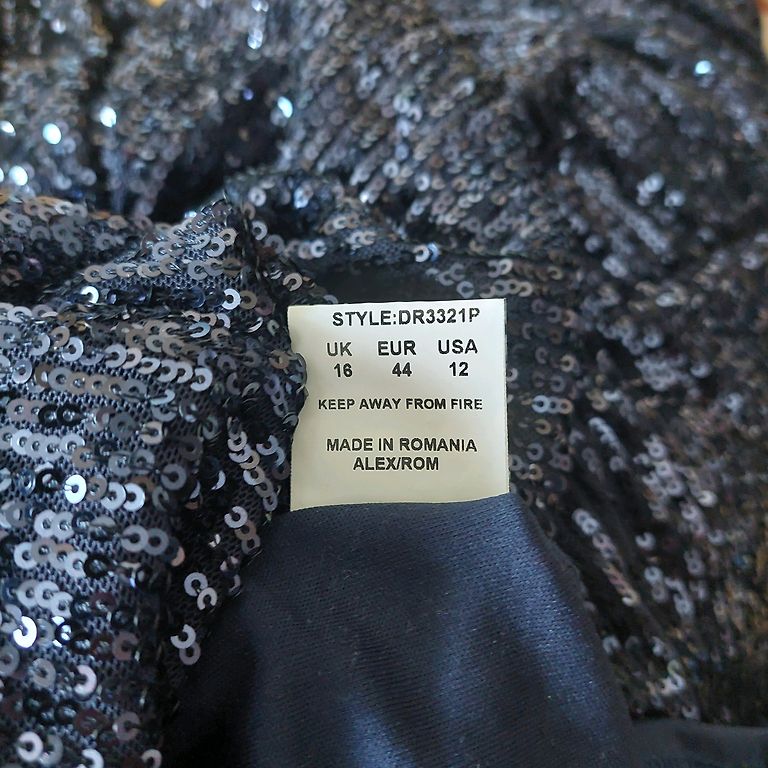 STYLE:DR3321P
UK EUR USA
16 44 12
KEEP AWAY FROM FIRE
MADE IN ROMANIA
ALEX/ROM